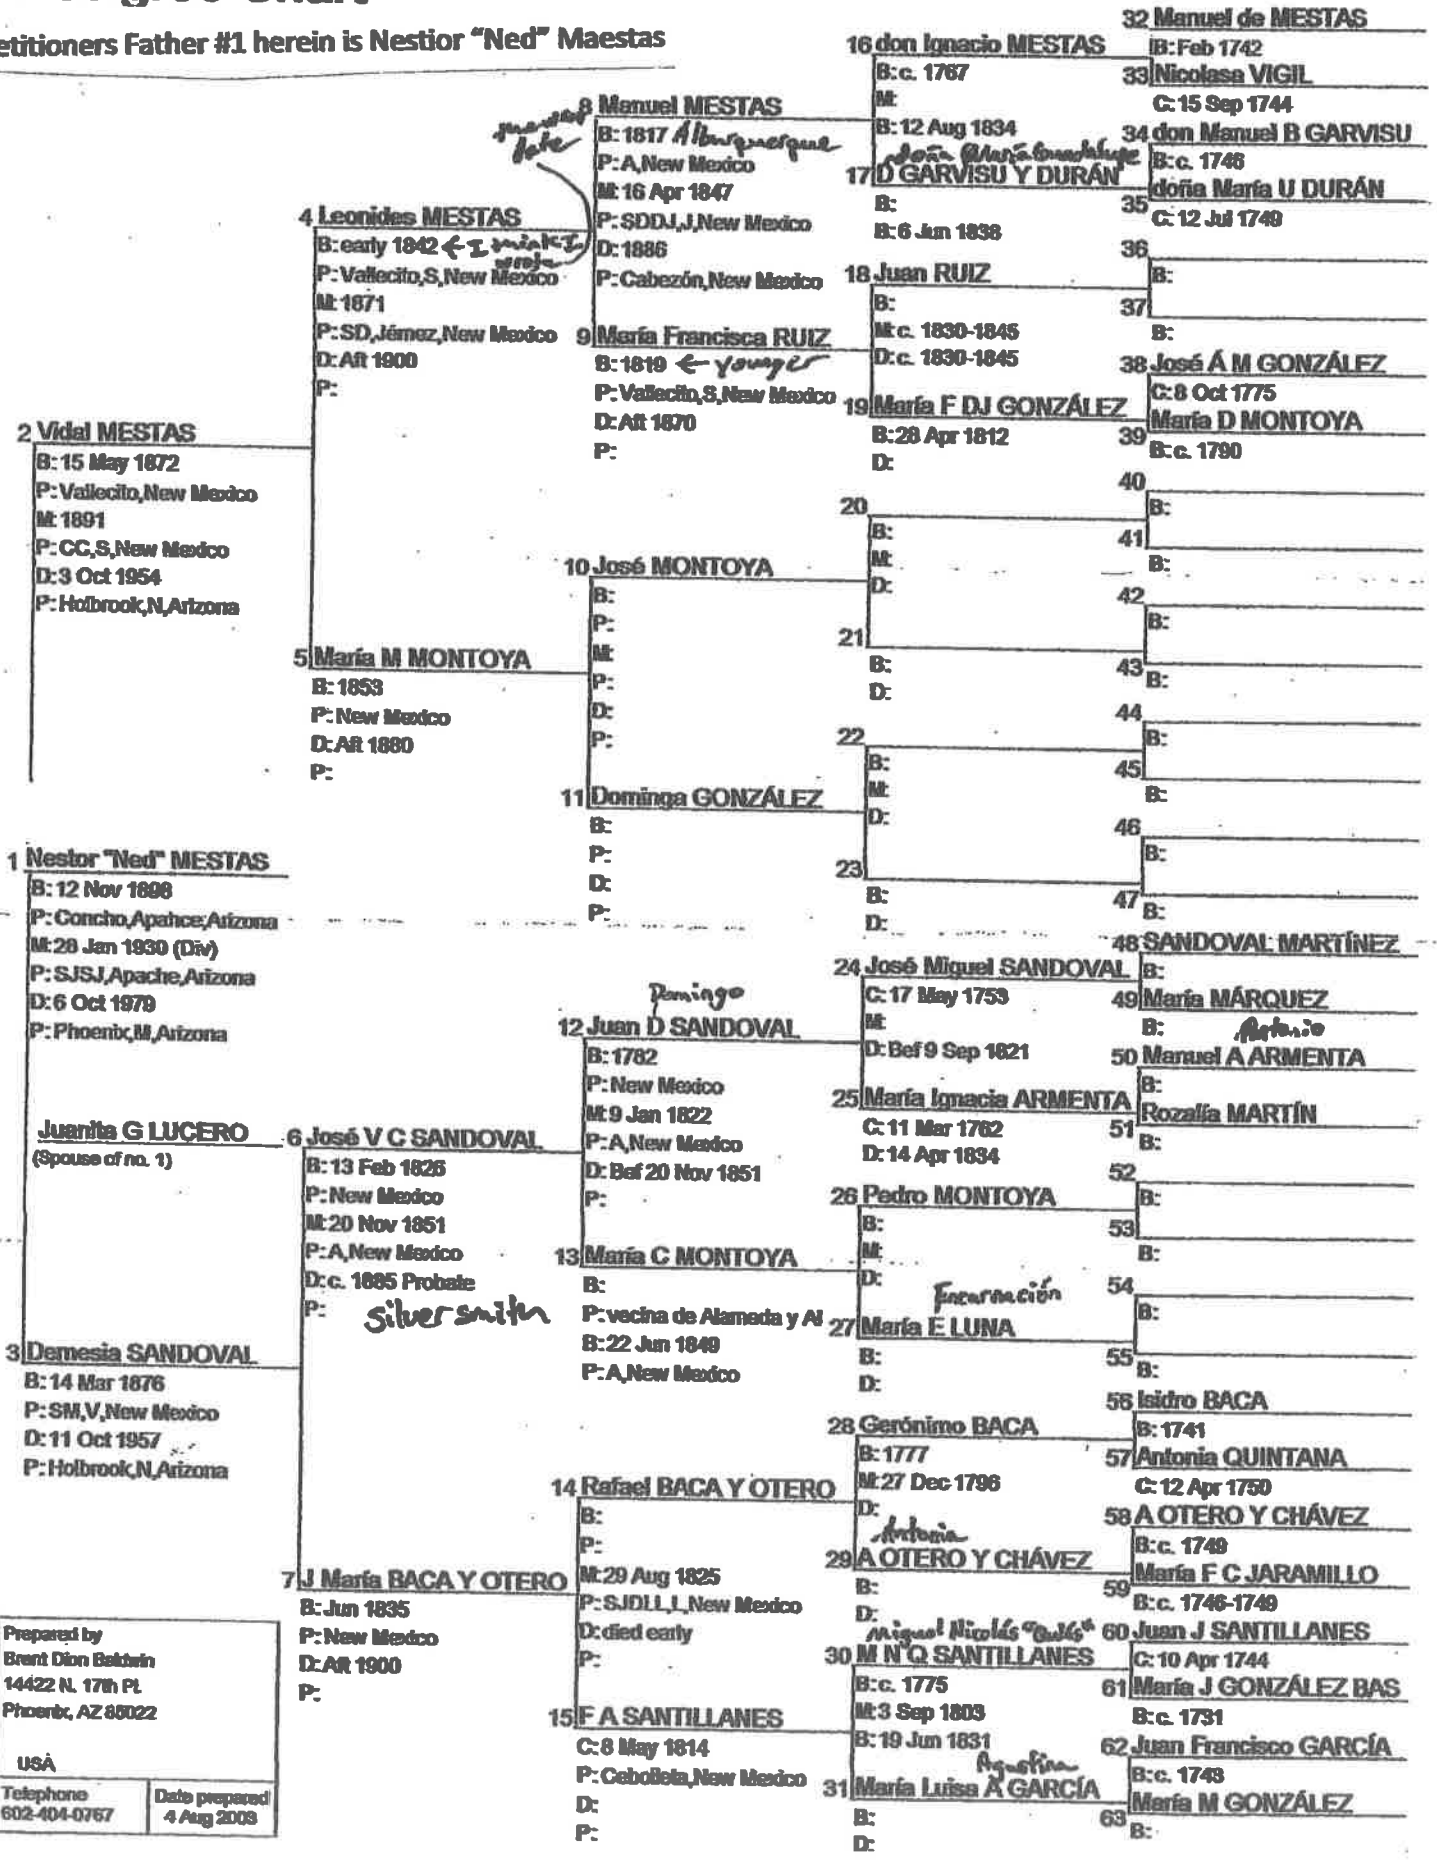 etitioners Father #1 herein is Nestior "Ned" Maestas
1 Nestor "Ned" MESTAS
B: 12 Nov 1898
P: Concho,Apahce;Arizona
M: 28 Jan 1930 (Div)
P: SJSJ,Apache,Arizona
D: 6 Oct 1979
P: Phoenix,M,Arizona
Juanita G LUCERO
(Spouse of no. 1)
2 Vidal MESTAS
B: 15 May 1872
P: Vallecito,New Mexico
M: 1891
P: CC,S,New Mexico
D: 3 Oct 1954
P: Holbrook,N,Arizona
3 Demesia SANDOVAL
B: 14 Mar 1876
P: SM,V,New Mexico
D: 11 Oct 1957
P: Holbrook,N,Arizona
4 Leonides MESTAS
B: early 1842 ← I think I
P: Vallecito,S,New Mexico
M: 1871
P: SD,Jémez,New Mexico
D: Aft 1900
P:
5 María M MONTOYA
B: 1853
P: New Mexico
D: Aft 1880
P:
6 José V C SANDOVAL
B: 13 Feb 1826
P: New Mexico
M: 20 Nov 1851
P: A,New Mexico
D: c. 1885 Probate
P: Silversmith
7 J María BACA Y OTERO
B: Jun 1835
P: New Mexico
D: Aft 1900
P:
8 Manuel MESTAS
date
B: 1817 Alburquerque
P: A,New Mexico
M: 16 Apr 1847
P: SDDJ,J,New Mexico
D: 1886
P: Cabezón,New Mexico
9 María Francisca RUIZ
B: 1819 ← younger
P: Vallecito,S,New Mexico
D: Aft 1870
P:
10 José MONTOYA
B:
P:
M:
P:
D:
P:
11 Dominga GONZÁLEZ
B:
P:
D:
P:
Domingo
12 Juan D SANDOVAL
B: 1782
P: New Mexico
M: 9 Jan 1822
P: A,New Mexico
D: Bef 20 Nov 1851
P:
13 María C MONTOYA
B:
P: vecina de Alameda y Al
B: 22 Jun 1849
P: A,New Mexico
14 Rafael BACA Y OTERO
B:
P:
M: 29 Aug 1825
P: SJDLL,L,New Mexico
D: died early
P:
15 F A SANTILLANES
C: 8 May 1814
P: Cebolleta,New Mexico
D:
P:
16 don Ignacio MESTAS
B: c. 1767
M:
B: 12 Aug 1834
doña María Guadalupe
17 D GARVISU Y DURÁN
B:
B: 6 Jun 1838
18 Juan RUIZ
B:
M: c. 1830-1845
D: c. 1830-1845
19 María F DJ GONZÁLEZ
B: 28 Apr 1812
D:
20
B:
M:
D:
21
B:
D:
22
B:
M:
D:
23
B:
D:
24 José Miguel SANDOVAL
C: 17 May 1753
M:
D: Bef 9 Sep 1821
25 María Ignacia ARMENTA
C: 11 Mar 1762
D: 14 Apr 1834
26 Pedro MONTOYA
B:
M:
D:
Encarnación
27 María E LUNA
B:
D:
28 Gerónimo BACA
B: 1777
M: 27 Dec 1796
D:
Antonia
29 A OTERO Y CHÁVEZ
B:
D:
Miguel Nicolás
30 M N Q SANTILLANES
B: c. 1775
M: 3 Sep 1803
B: 19 Jun 1831
Agustina
31 María Luisa A GARCÍA
B:
D:
32 Manuel de MESTAS
B: Feb 1742
33 Nicolasa VIGIL
C: 15 Sep 1744
34 don Manuel B GARVISU
B: c. 1746
doña María U DURÁN
35
C: 12 Jul 1749
36
B:
37
B:
38 José Á M GONZÁLEZ
C: 8 Oct 1775
María D MONTOYA
39
B: c. 1790
40
B:
41
B:
42
B:
43
B:
44
B:
45
B:
46
B:
47
B:
48 SANDOVAL MARTÍNEZ
B:
49 María MÁRQUEZ
B:
Antonio
50 Manuel A ARMENTA
B:
Rozalía MARTÍN
51
B:
52
B:
53
B:
54
B:
55
B:
56 Isidro BACA
B: 1741
57 Antonia QUINTANA
C: 12 Apr 1750
58 A OTERO Y CHÁVEZ
B: c. 1749
María F C JARAMILLO
59
B: c. 1746-1749
60 Juan J SANTILLANES
C: 10 Apr 1744
61 María J GONZÁLEZ BAS
B: c. 1731
62 Juan Francisco GARCÍA
B: c. 1743
María M GONZÁLEZ
63
B:
Prepared by
Brent Dion Baldwin
14422 N. 17th Pl.
Phoenix, AZ 85022
USA
Telephone
602-404-0767
Date prepared
4 Aug 2003